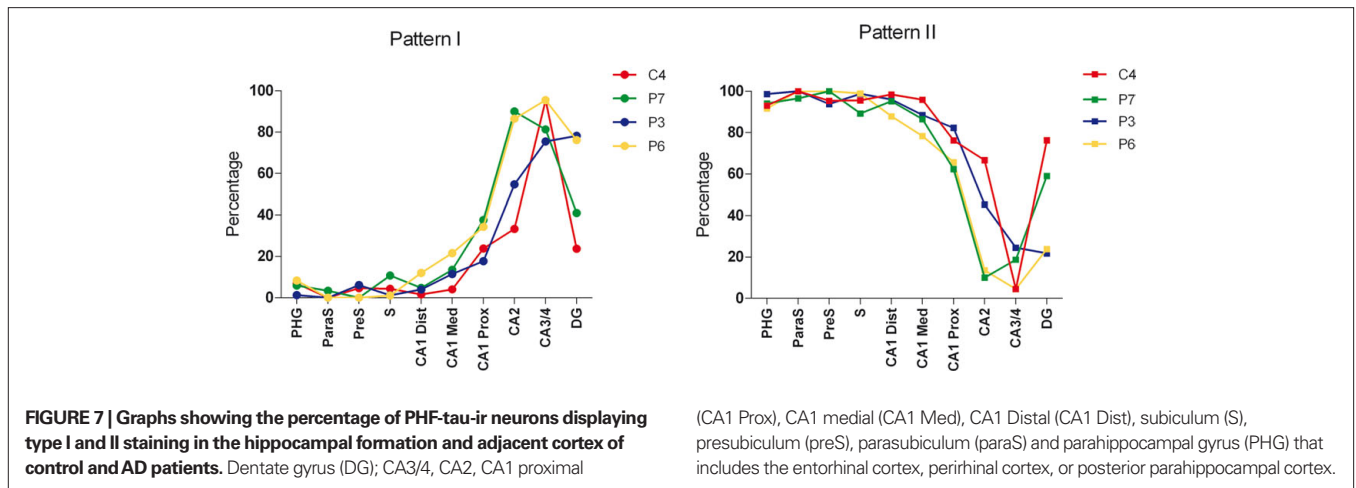 Pattern I
Percentage
100
80
60
40
20
0
PHG
ParaS
PreS
S
CA1 Dist
CA1 Med
CA1 Prox
CA2
CA3/4
DG
C4
P7
P3
P6
Pattern II
Percentage
100
80
60
40
20
0
PHG
ParaS
PreS
S
CA1 Dist
CA1 Med
CA1 Prox
CA2
CA3/4
DG
C4
P7
P3
P6
FIGURE 7 | Graphs showing the percentage of PHF-tau-ir neurons displaying
type I and II staining in the hippocampal formation and adjacent cortex of
control and AD patients. Dentate gyrus (DG); CA3/4, CA2, CA1 proximal
(CA1 Prox), CA1 medial (CA1 Med), CA1 Distal (CA1 Dist), subiculum (S),
presubiculum (preS), parasubiculum (paraS) and parahippocampal gyrus (PHG) that
includes the entorhinal cortex, perirhinal cortex, or posterior parahippocampal cortex.